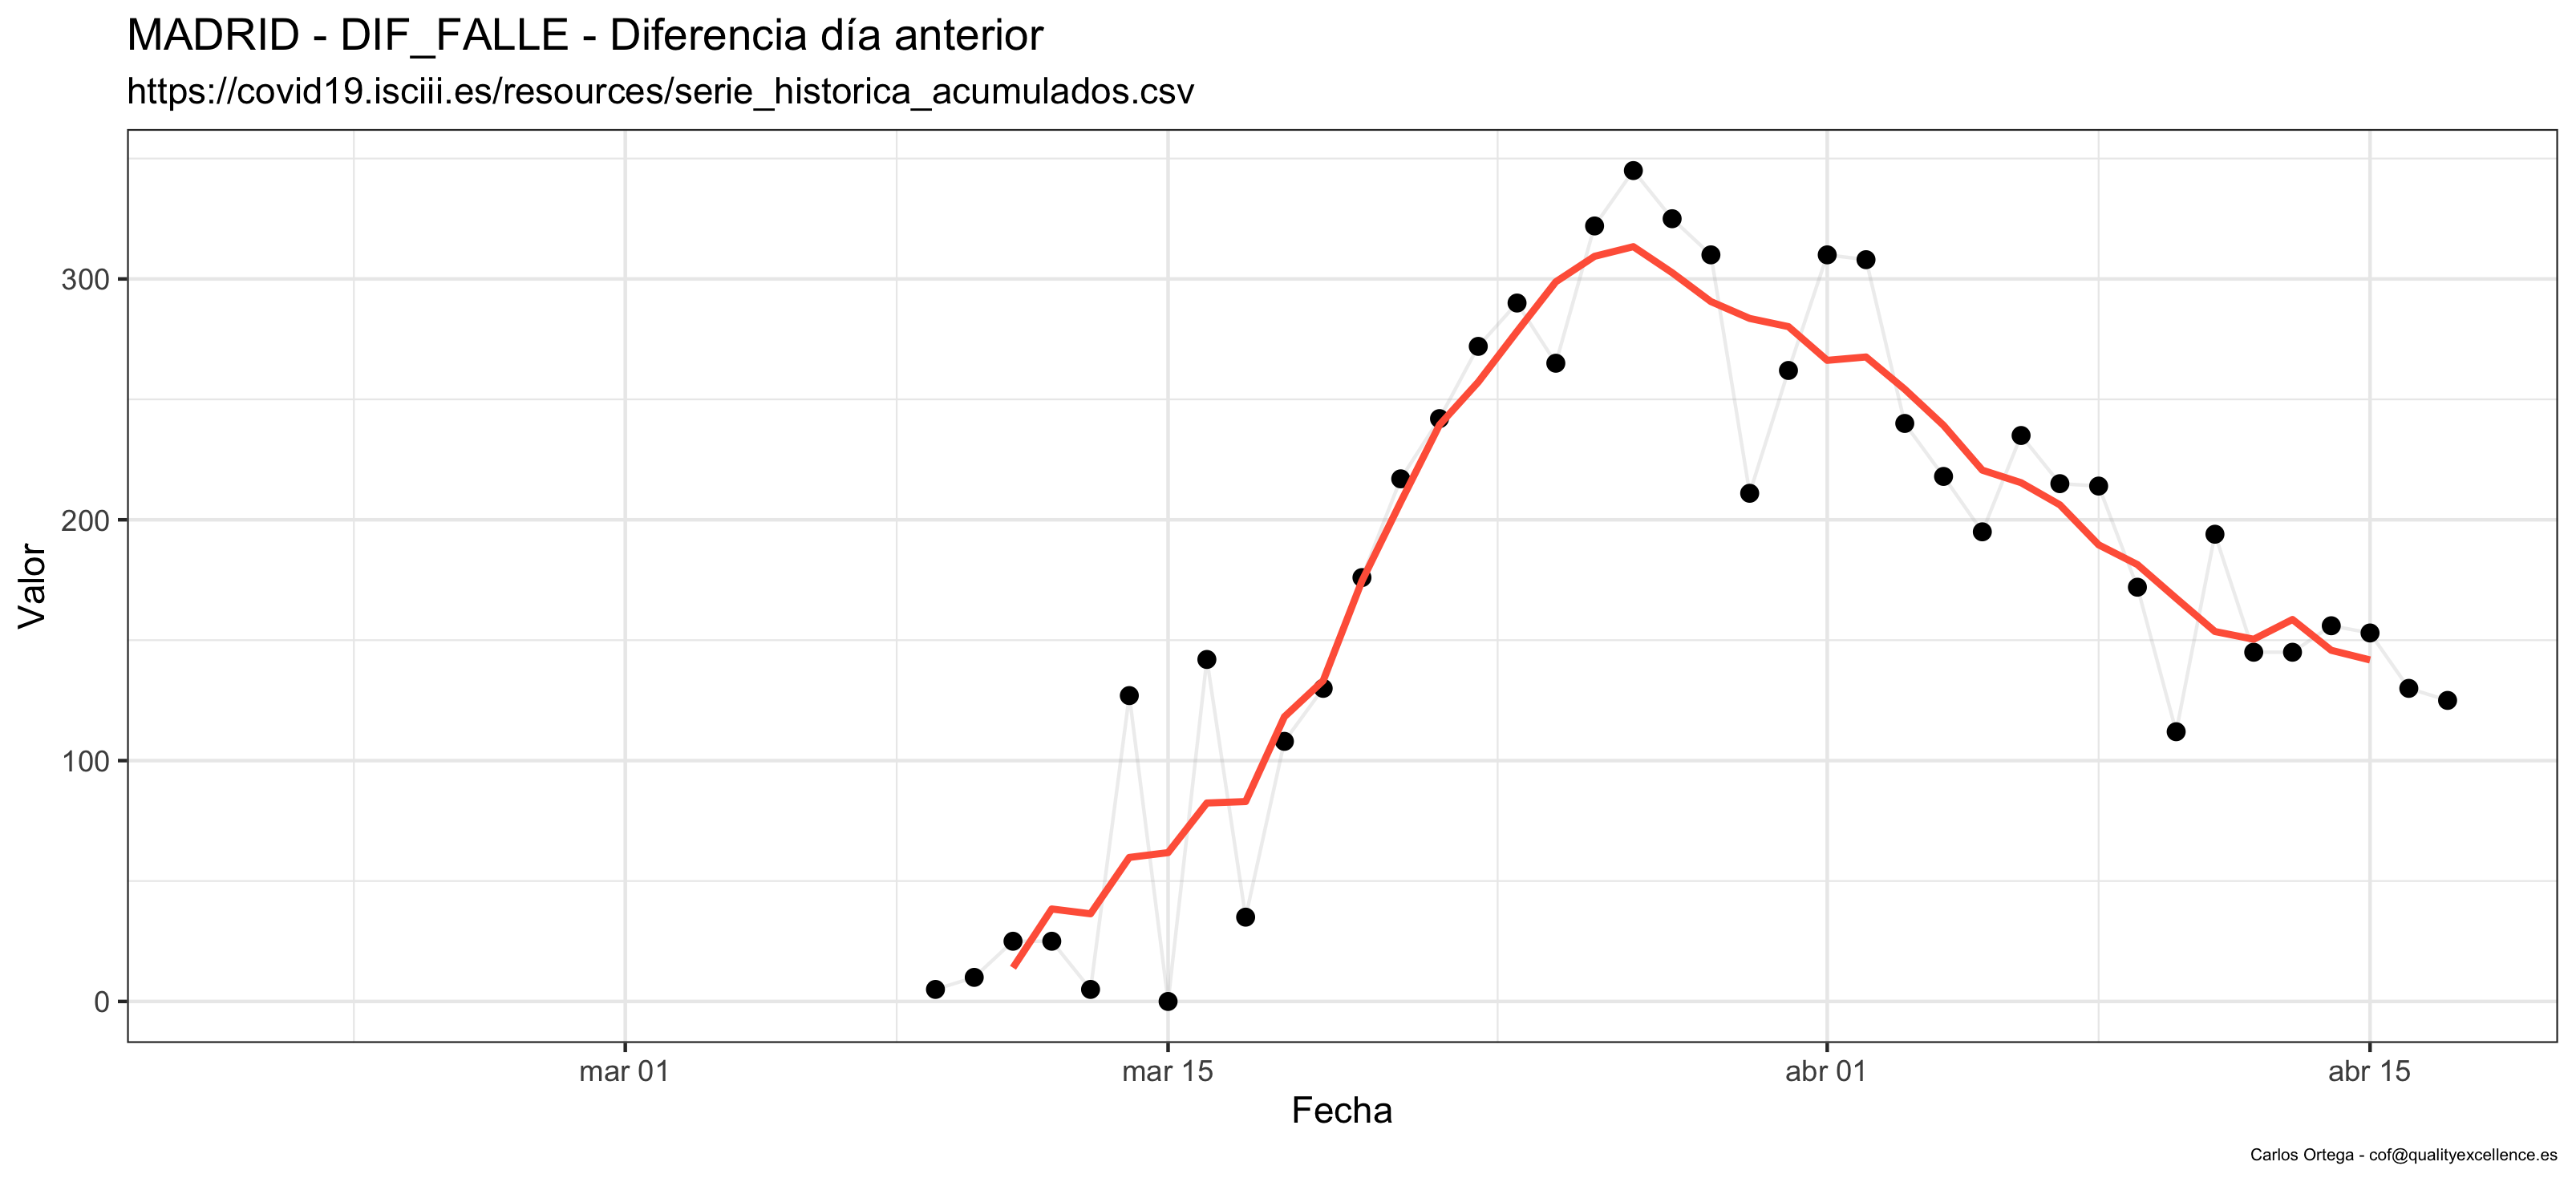 MADRID - DIF_FALLE - Diferencia día anterior
https://covid19.isciii.es/resources/serie_historica_acumulados.csv
Valor
300
200
100
0
mar 01 mar 15 abr 01 abr 15
Fecha
Carlos Ortega - cof@qualityexcellence.es